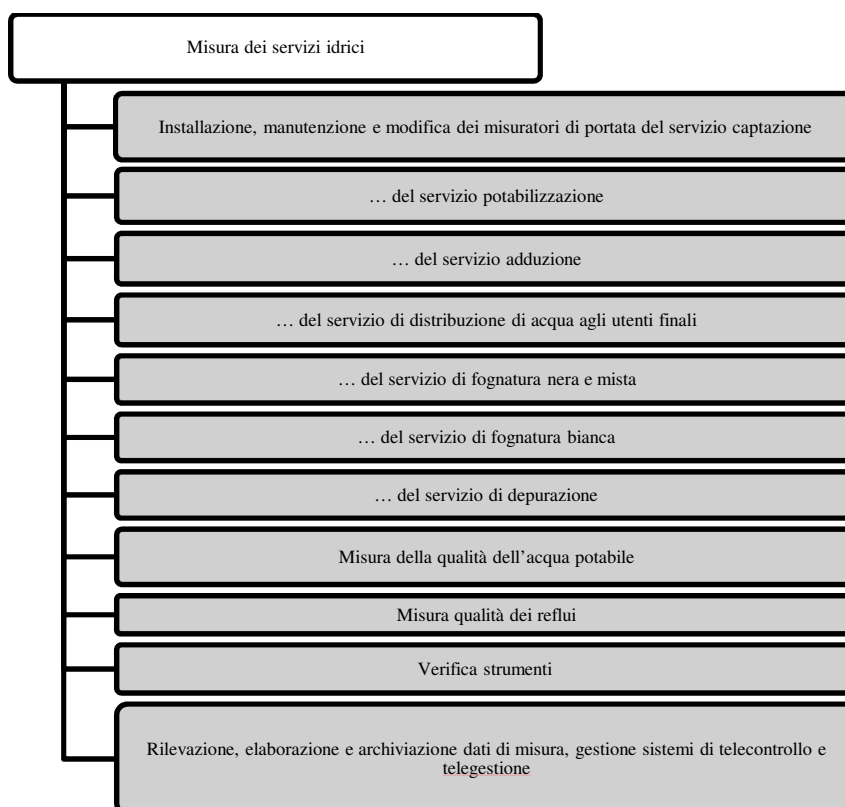 Misura dei servizi idrici
Installazione, manutenzione e modifica dei misuratori di portata del servizio captazione
… del servizio potabilizzazione
… del servizio adduzione
… del servizio di distribuzione di acqua agli utenti finali
… del servizio di fognatura nera e mista
… del servizio di fognatura bianca
… del servizio di depurazione
Misura della qualità dell’acqua potabile
Misura qualità dei reflui
Verifica strumenti
Rilevazione, elaborazione e archiviazione dati di misura, gestione sistemi di telecontrollo e
telegestione